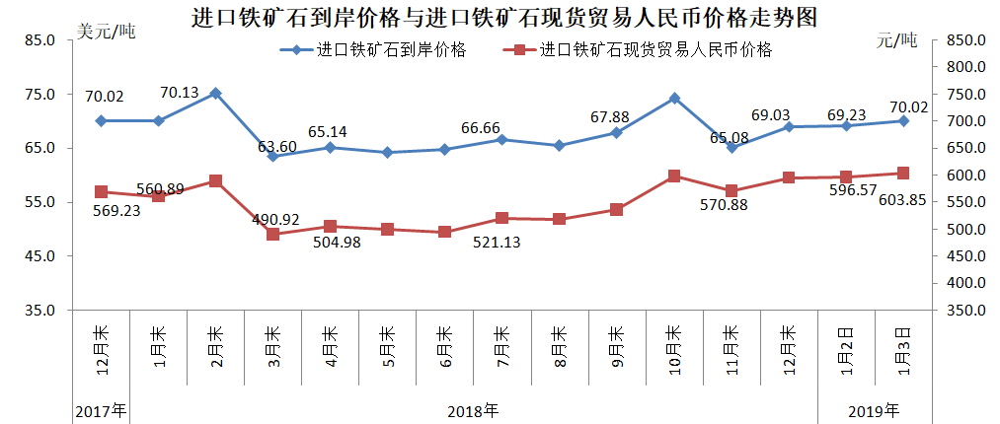 进口铁矿石到岸价格与进口铁矿石现货贸易人民币价格走势图
美元/吨
元/吨
进口铁矿石到岸价格
进口铁矿石现货贸易人民币价格
85.0
75.0
65.0
55.0
45.0
35.0
850.0
800.0
750.0
700.0
650.0
600.0
550.0
500.0
450.0
400.0
350.0
70.02
70.13
63.60
65.14
66.66
67.88
65.08
69.03
69.23
70.02
569.23
560.89
490.92
504.98
521.13
570.88
596.57
603.85
12月末
1月末
2月末
3月末
4月末
5月末
6月末
7月末
8月末
9月末
10月末
11月末
12月末
1月2日
1月3日
2017年
2018年
2019年